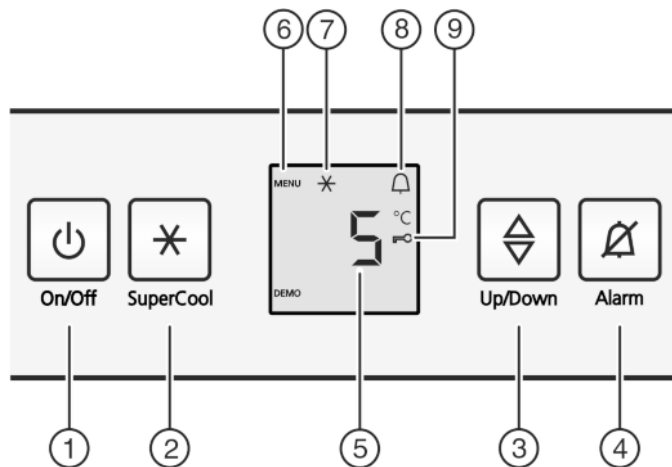 6 7 8 9
MENU
5 °C
DEMO
On/Off SuperCool Up/Down Alarm
1 2 5 3 4